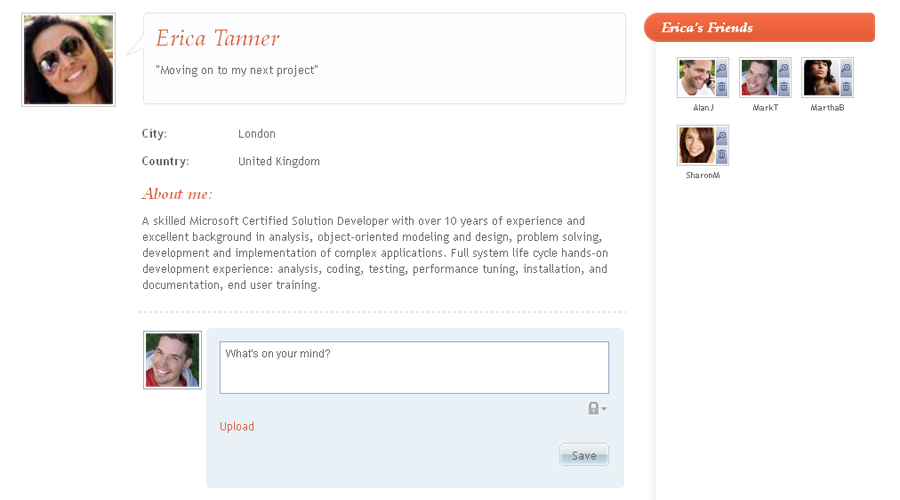 Erica Tanner
"Moving on to my next project"
City: London
Country: United Kingdom
About me:
A skilled Microsoft Certified Solution Developer with over 10 years of experience and
excellent background in analysis, object-oriented modeling and design, problem solving,
development and implementation of complex applications. Full system life cycle hands-on
development experience: analysis, coding, testing, performance tuning, installation, and
documentation, end user training.
What's on your mind?
Upload
Save
Erica's Friends
AlanJ MarkT MarthaB
SharonM